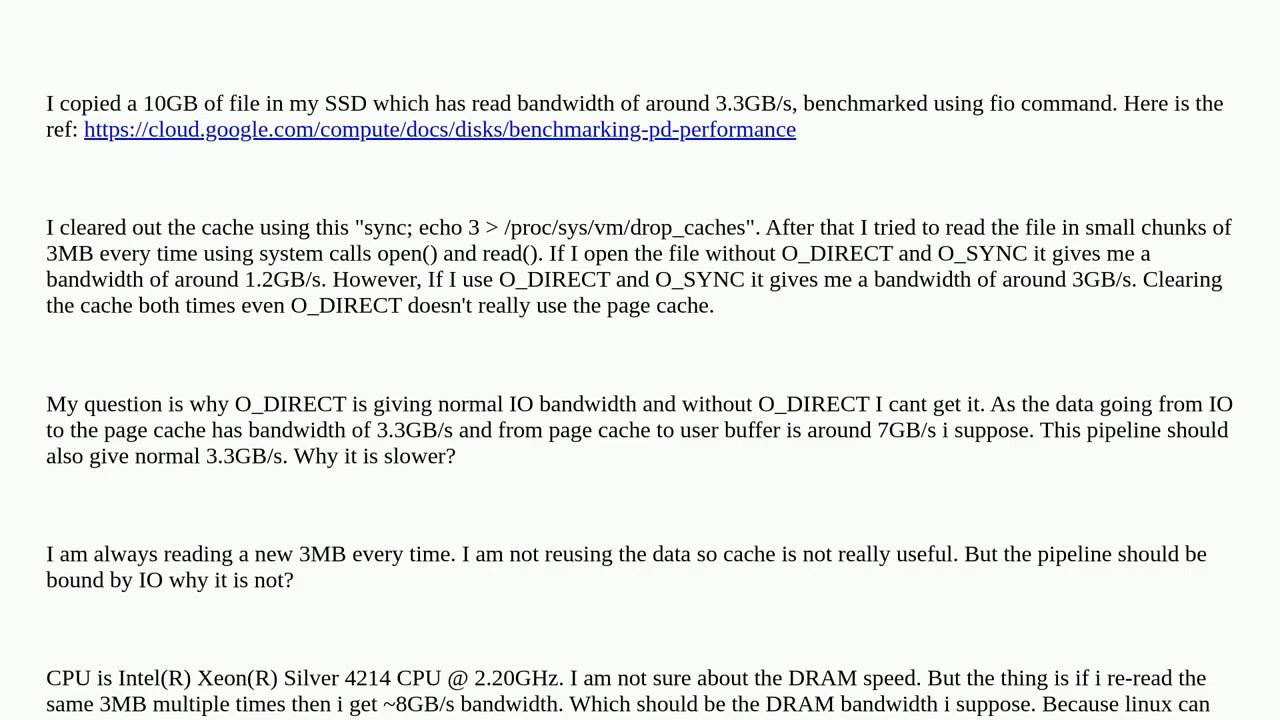 I copied a 10GB of file in my SSD which has read bandwidth of around 3.3GB/s, benchmarked using fio command. Here is the
ref: https://cloud.google.com/compute/docs/disks/benchmarking-pd-performance
I cleared out the cache using this "sync; echo 3 > /proc/sys/vm/drop_caches". After that I tried to read the file in small chunks of
3MB every time using system calls open() and read(). If I open the file without O_DIRECT and O_SYNC it gives me a
bandwidth of around 1.2GB/s. However, If I use O_DIRECT and O_SYNC it gives me a bandwidth of around 3GB/s. Clearing
the cache both times even O_DIRECT doesn't really use the page cache.
My question is why O_DIRECT is giving normal IO bandwidth and without O_DIRECT I cant get it. As the data going from IO
to the page cache has bandwidth of 3.3GB/s and from page cache to user buffer is around 7GB/s i suppose. This pipeline should
also give normal 3.3GB/s. Why it is slower?
I am always reading a new 3MB every time. I am not reusing the data so cache is not really useful. But the pipeline should be
bound by IO why it is not?
CPU is Intel(R) Xeon(R) Silver 4214 CPU @ 2.20GHz. I am not sure about the DRAM speed. But the thing is if i re-read the
same 3MB multiple times then i get ~8GB/s bandwidth. Which should be the DRAM bandwidth i suppose. Because linux can